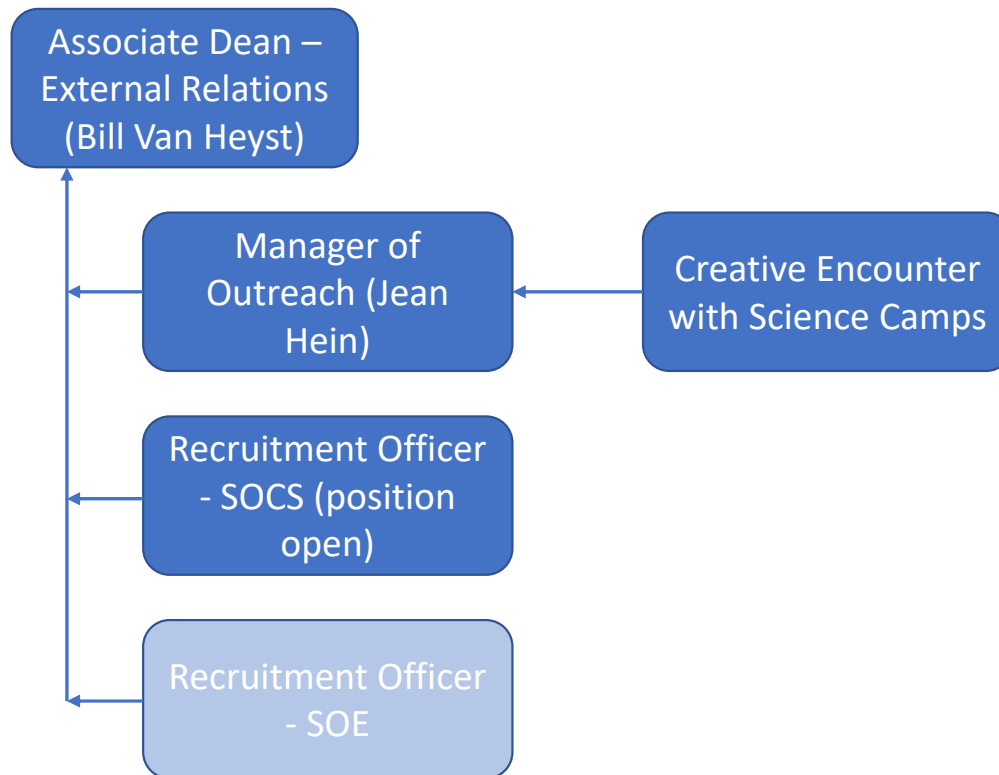 Associate Dean –
External Relations
(Bill Van Heyst)
Manager of
Outreach (Jean
Hein)
Creative Encounter
with Science Camps
Recruitment Officer
- SOCS (position
open)
Recruitment Officer
- SOE